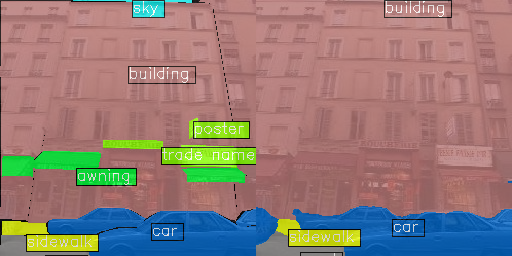 sky
building
building
poster
trade name
awning
car
car
sidewalk
sidewalk